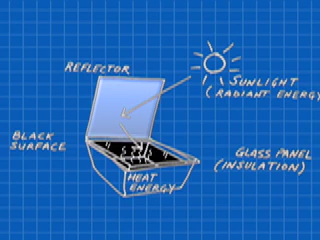 REFLECTOR
SUNLIGHT
(RADIANT ENERGY
BLACK
SURFACE
GLASS PANEL
(INSULATION)
HEAT
ENERGY